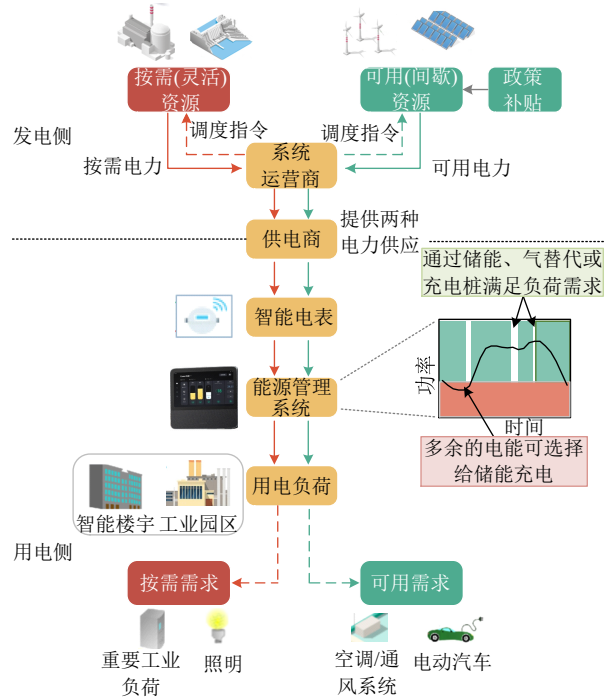 按需(灵活)
资源
可用(间歇)
资源
政策
补贴
调度指令
调度指令
发电侧
系统
运营商
按需电力
可用电力
供电商
提供两种
电力供应
通过储能、气替代或
充电桩满足负荷需求
智能电表
功率
能源管理
系统
时间
多余的电能可选择
给储能充电
用电负荷
智能楼宇 工业园区
用电侧
按需需求
可用需求
重要工业
负荷
照明
空调/通
风系统
电动汽车